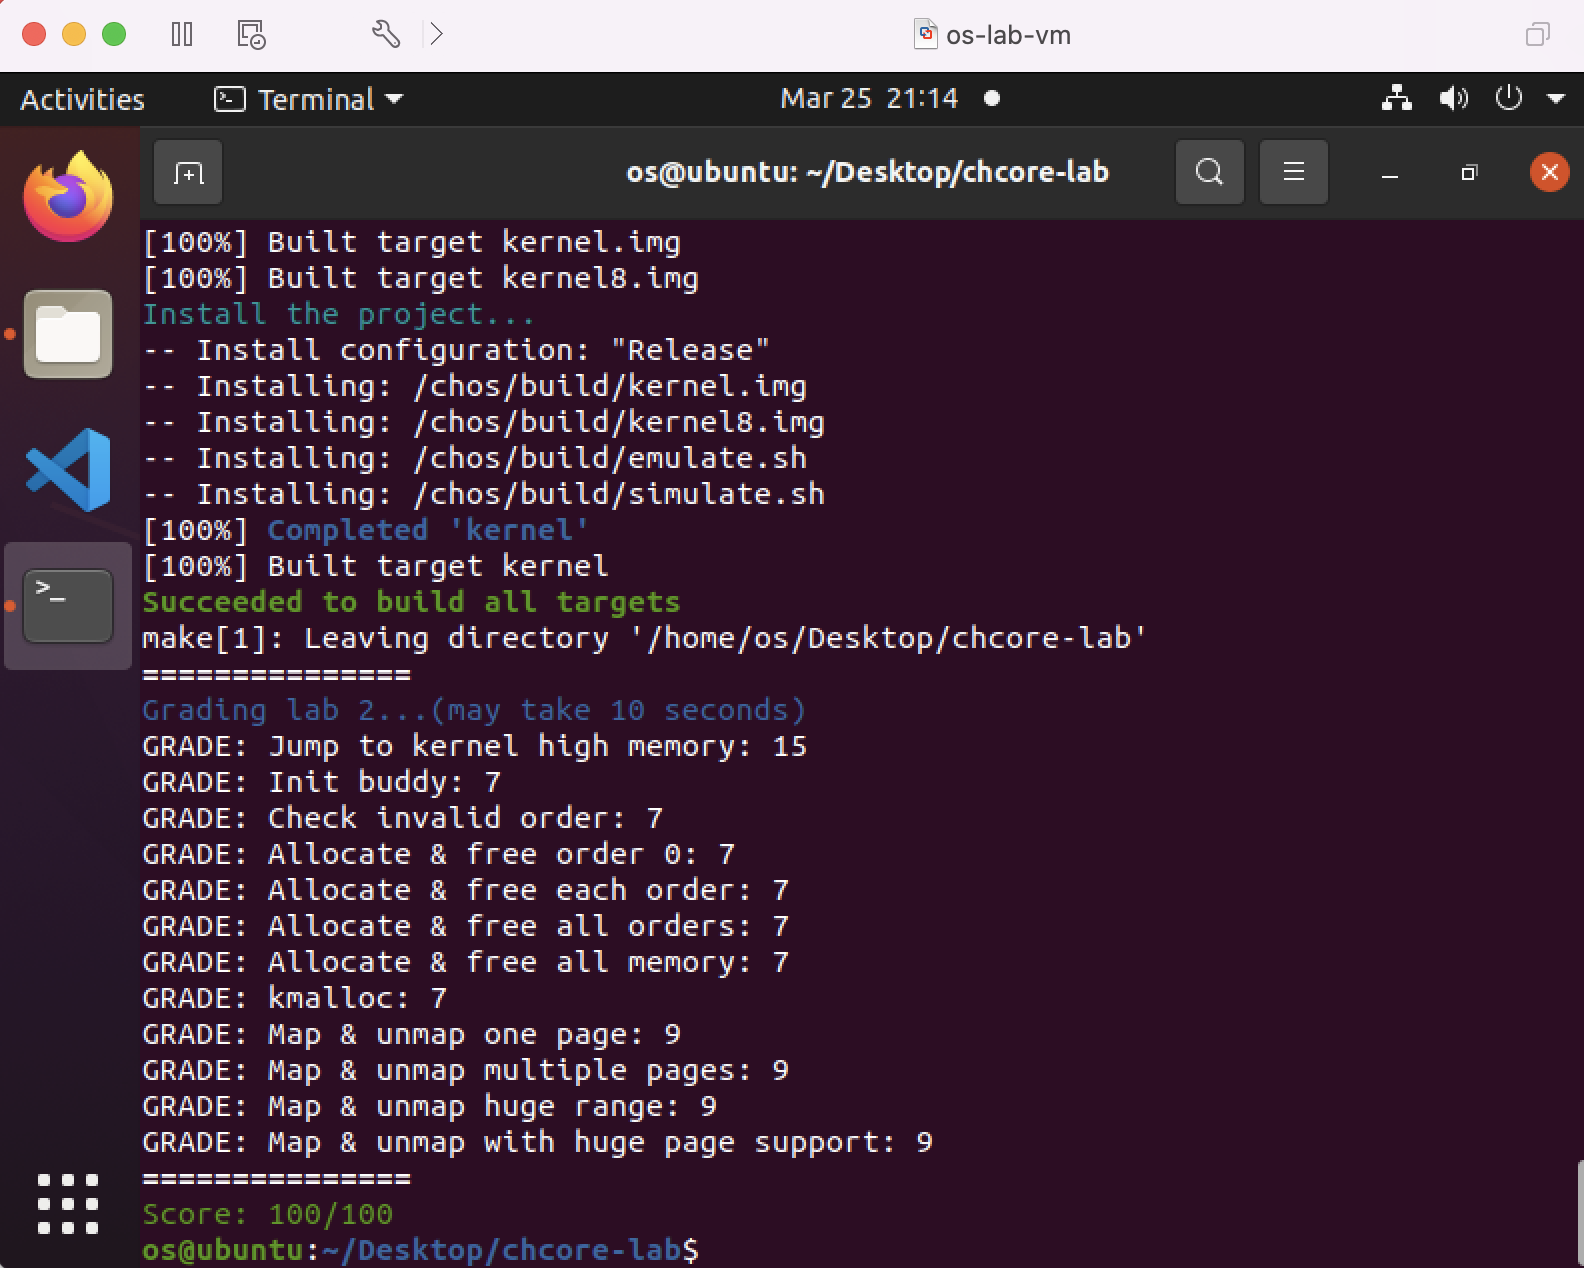 os-lab-vm
Activities
Terminal
Mar 25 21:14
os@ubuntu: ~/Desktop/chcore-lab
[100%] Built target kernel.img
[100%] Built target kernel8.img
Install the project...
-- Install configuration: "Release"
-- Installing: /chos/build/kernel.img
-- Installing: /chos/build/kernel8.img
-- Installing: /chos/build/emulate.sh
-- Installing: /chos/build/simulate.sh
[100%] Completed 'kernel'
[100%] Built target kernel
Succeeded to build all targets
make[1]: Leaving directory '/home/os/Desktop/chcore-lab'
===============
Grading lab 2...(may take 10 seconds)
GRADE: Jump to kernel high memory: 15
GRADE: Init buddy: 7
GRADE: Check invalid order: 7
GRADE: Allocate & free order 0: 7
GRADE: Allocate & free each order: 7
GRADE: Allocate & free all orders: 7
GRADE: Allocate & free all memory: 7
GRADE: kmalloc: 7
GRADE: Map & unmap one page: 9
GRADE: Map & unmap multiple pages: 9
GRADE: Map & unmap huge range: 9
GRADE: Map & unmap with huge page support: 9
===============
Score: 100/100
os@ubuntu:~/Desktop/chcore-lab$